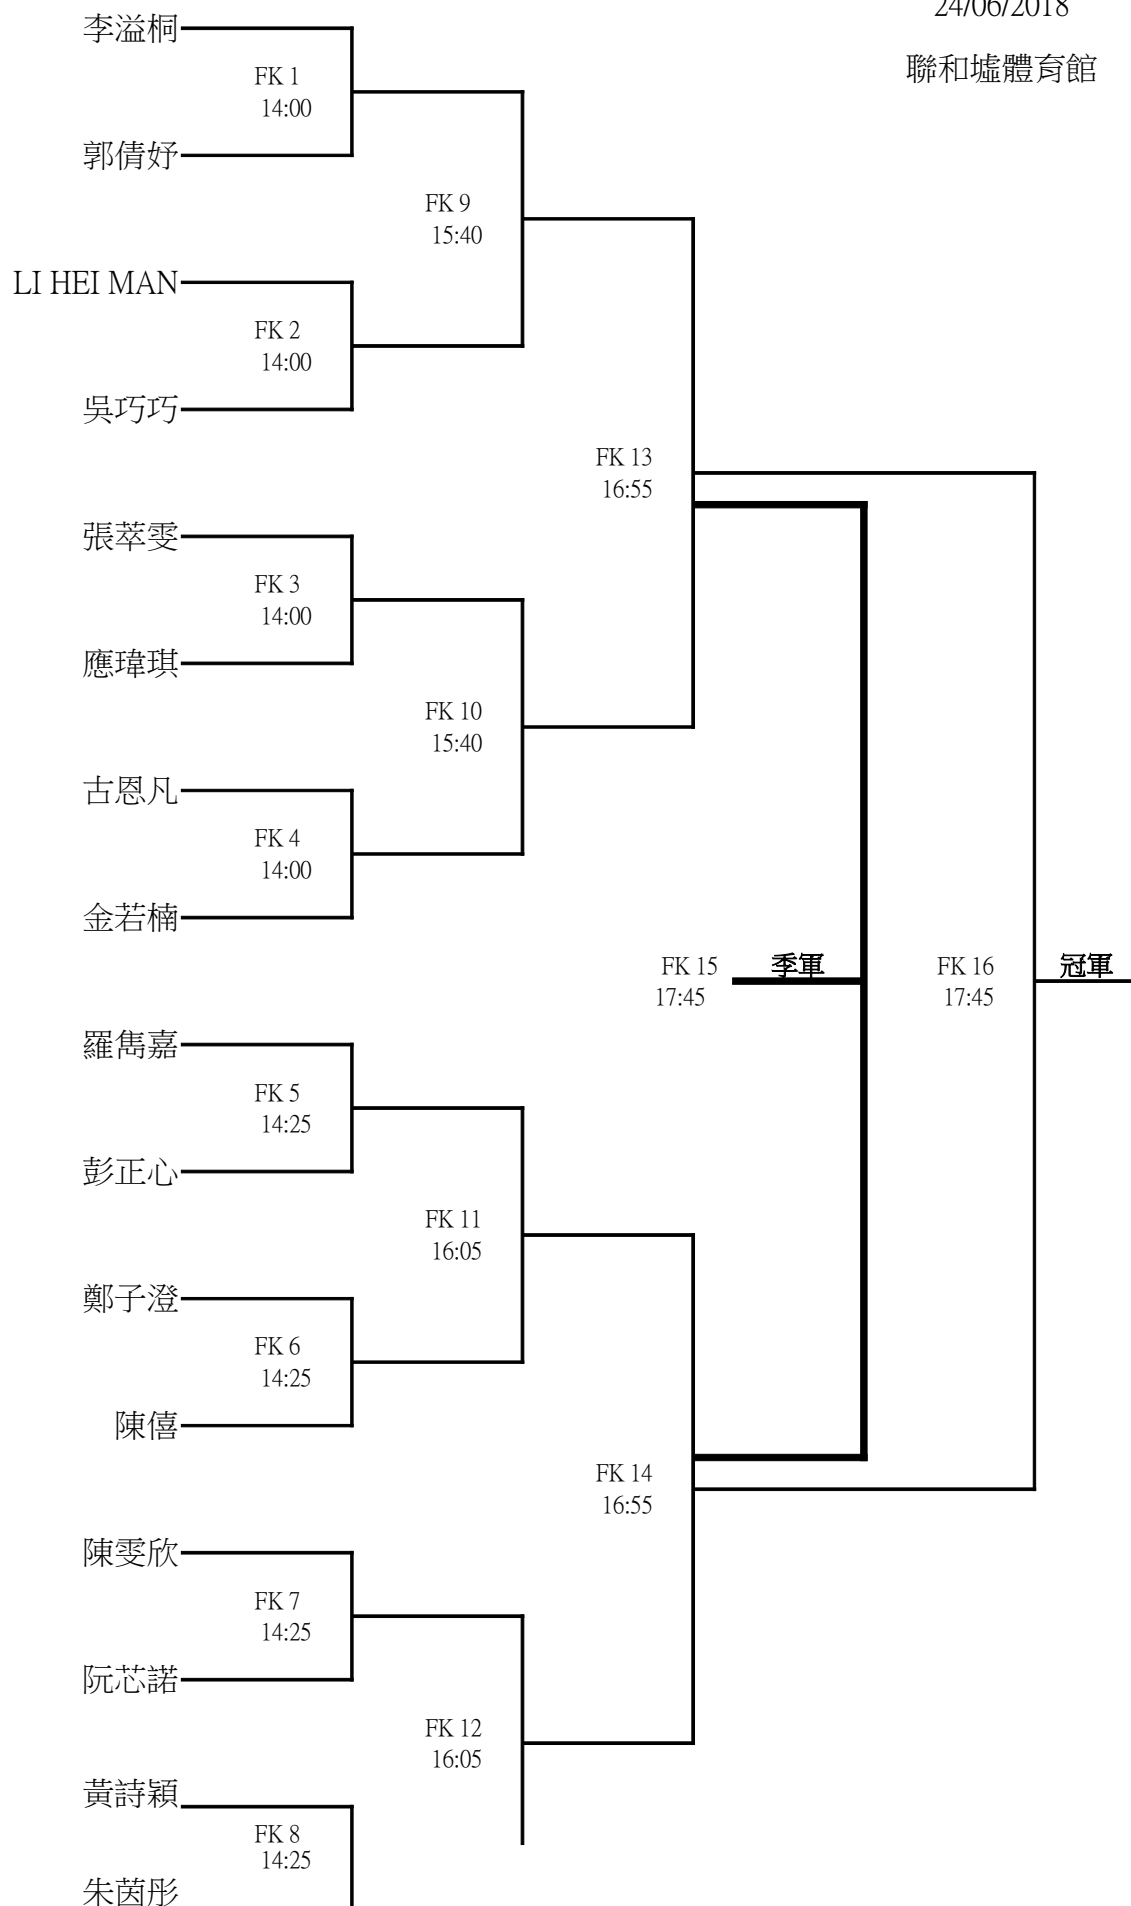 24/06/2018
聯和墟體育館
李溢桐
FK 1
14:00
郭倩妤
FK 9
15:40
LI HEI MAN
FK 2
14:00
吳巧巧
FK 13
16:55
張萃雯
FK 3
14:00
應瑋琪
FK 10
15:40
古恩凡
FK 4
14:00
金若楠
FK 15
17:45
季軍
FK 16
17:45
冠軍
羅雋嘉
FK 5
14:25
彭正心
FK 11
16:05
鄭子澄
FK 6
14:25
陳僖
FK 14
16:55
陳雯欣
FK 7
14:25
阮芯諾
FK 12
16:05
黃詩穎
FK 8
14:25
朱茵彤